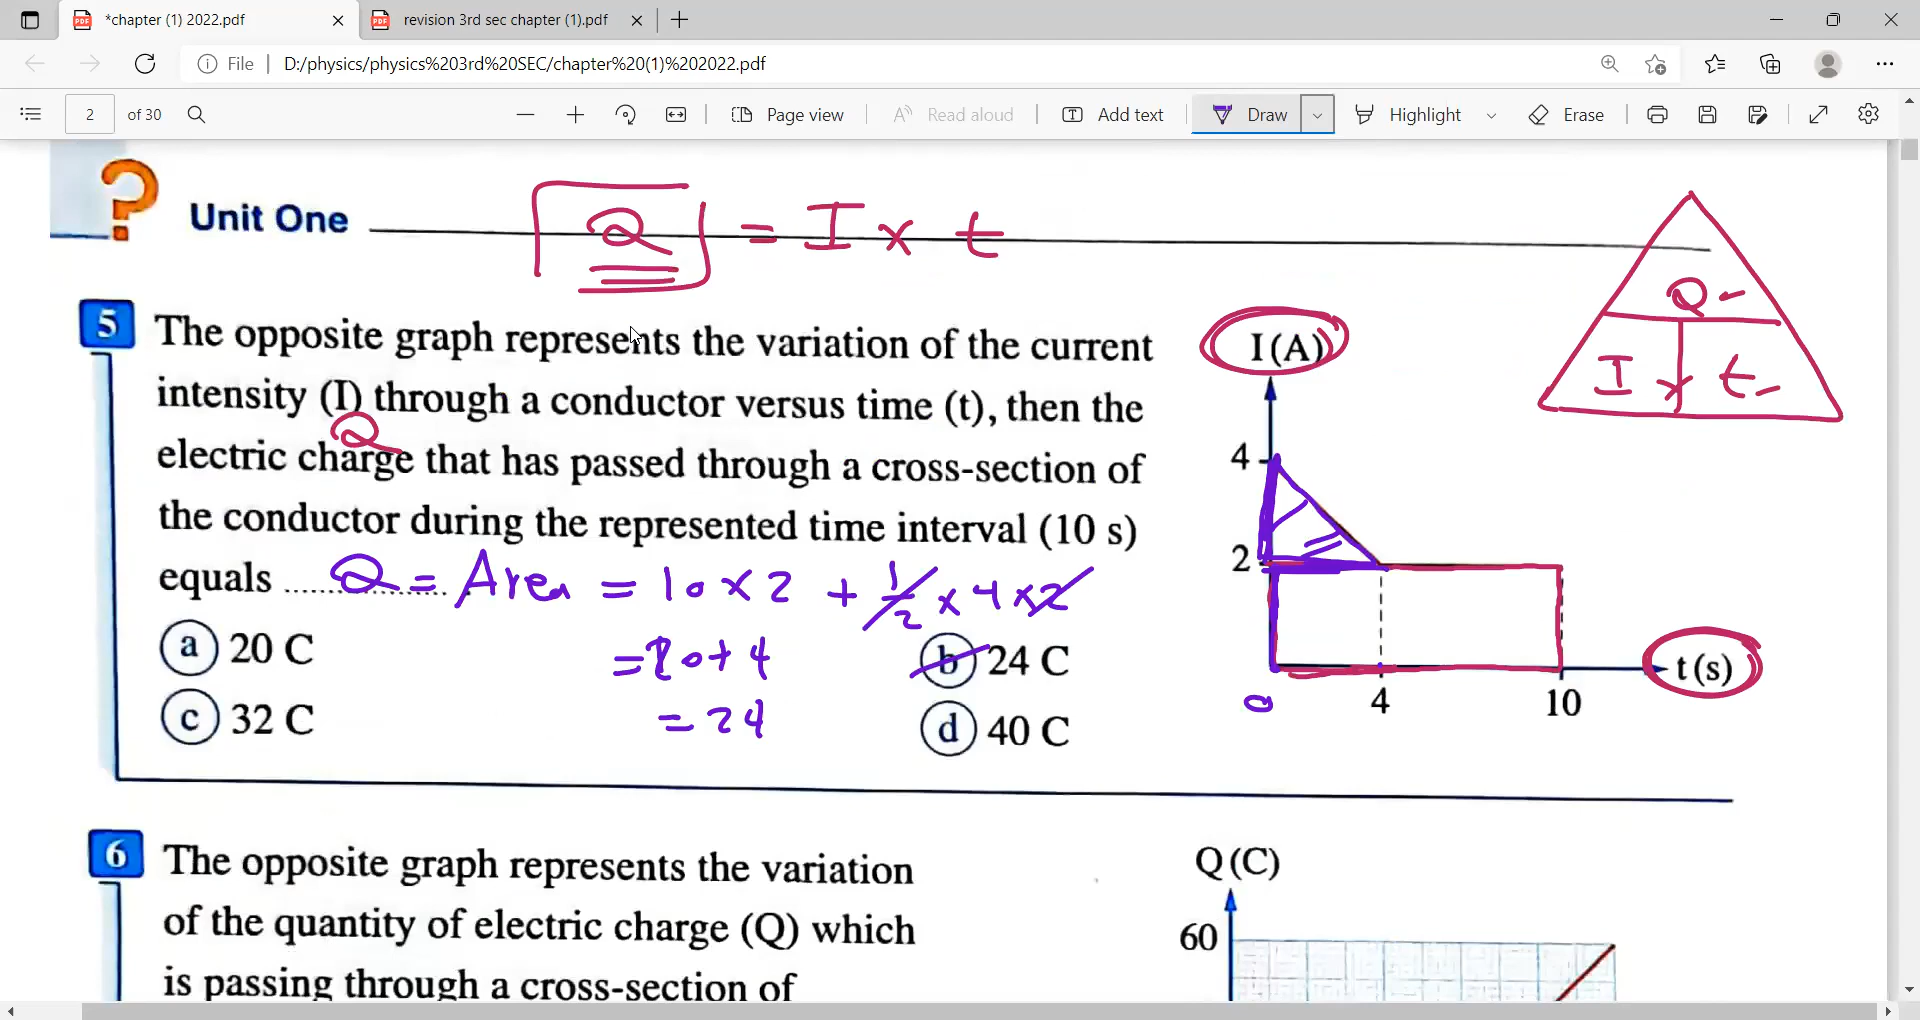 *chapter (1) 2022.pdf
revision 3rd sec chapter (1).pdf
File
D:/physics/physics%203rd%20SEC/chapter%20(1)%202022.pdf
2 of 30
Page view
Read aloud
Add text
Draw
Highlight
Erase
?
Unit One
Q = I × t
Q
I × t
5
The opposite graph represents the variation of the current
intensity (I) through a conductor versus time (t), then the
Q
electric charge that has passed through a cross-section of
the conductor during the represented time interval (10 s)
equals ............
Q = Area = 10 × 2 + 1/2 × 4 × 2
= 20 + 4
= 24
a 20 C
b 24 C
c 32 C
d 40 C
I (A)
4
2
0
4
10
t (s)
6
The opposite graph represents the variation
of the quantity of electric charge (Q) which
is passing through a cross-section of
Q (C)
60